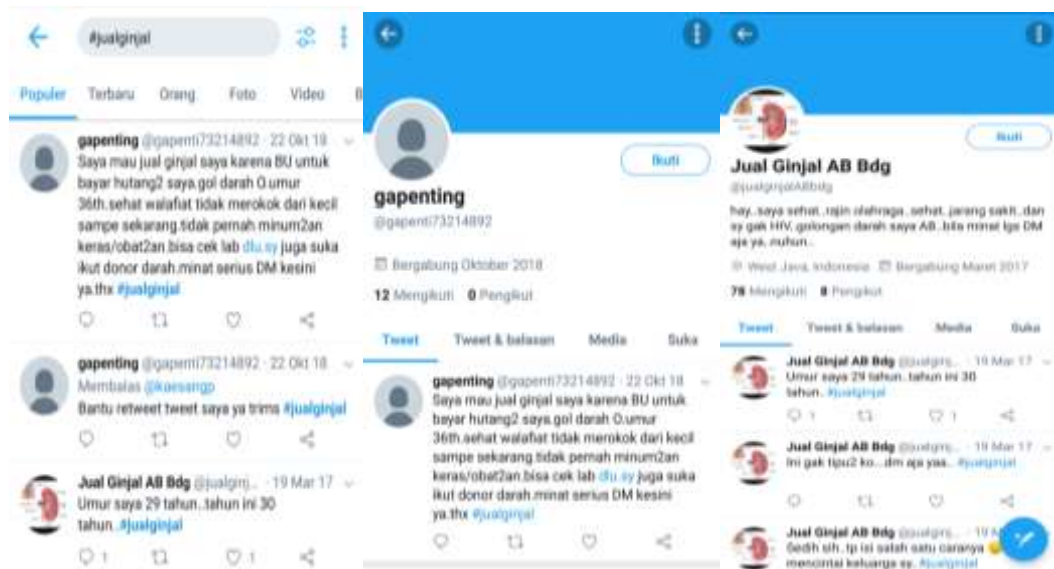 #jualginjal
Populer Terbaru Orang Foto Video
gapenting @gapenti73214892 · 22 Okt 18
Saya mau jual ginjal saya karena BU untuk
bayar hutang2 saya.gol darah O.umur
36th.sehat walafiat tidak merokok dari kecil
sampe sekarang.tidak pernah minum2an
keras/obat2an.bisa cek lab dlu.sy juga suka
ikut donor darah.minat serius DM kesini
ya.thx #jualginjal
gapenting @gapenti73214892 · 22 Okt 18
Membalas @kaesangp
Bantu retweet tweet saya ya trims #jualginjal
Jual Ginjal AB Bdg @jualginj... · 19 Mar 17
Umur saya 29 tahun..tahun ini 30
tahun..#jualginjal
1 1
Ikuti
gapenting
@gapenti73214892
Bergabung Oktober 2018
12 Mengikuti 0 Pengikut
Tweet Tweet & balasan Media Suka
gapenting @gapenti73214892 · 22 Okt 18
Saya mau jual ginjal saya karena BU untuk
bayar hutang2 saya.gol darah O.umur
36th.sehat walafiat tidak merokok dari kecil
sampe sekarang.tidak pernah minum2an
keras/obat2an.bisa cek lab dlu.sy juga suka
ikut donor darah.minat serius DM kesini
ya.thx #jualginjal
Ikuti
Jual Ginjal AB Bdg
@jualginjalABbdg
hay..saya sehat..rajin olahraga..sehat..jarang sakit..dan
sy gak HIV..golongan darah saya AB..bila minat lgs DM
aja ya..nuhun..
West Java, Indonesia Bergabung Maret 2017
78 Mengikuti 8 Pengikut
Tweet Tweet & balasan Media Suka
Jual Ginjal AB Bdg @jualginj... · 19 Mar 17
Umur saya 29 tahun..tahun ini 30
tahun..#jualginjal
1 1
Jual Ginjal AB Bdg @jualginj... · 19 Mar 17
Ini gak tipu2 ko...dm aja yaa..#jualginjal
Jual Ginjal AB Bdg @jualginj... · 19
Sedih sih..tp isi salah satu caranya
mencintai keluarga sy..#jualginjal